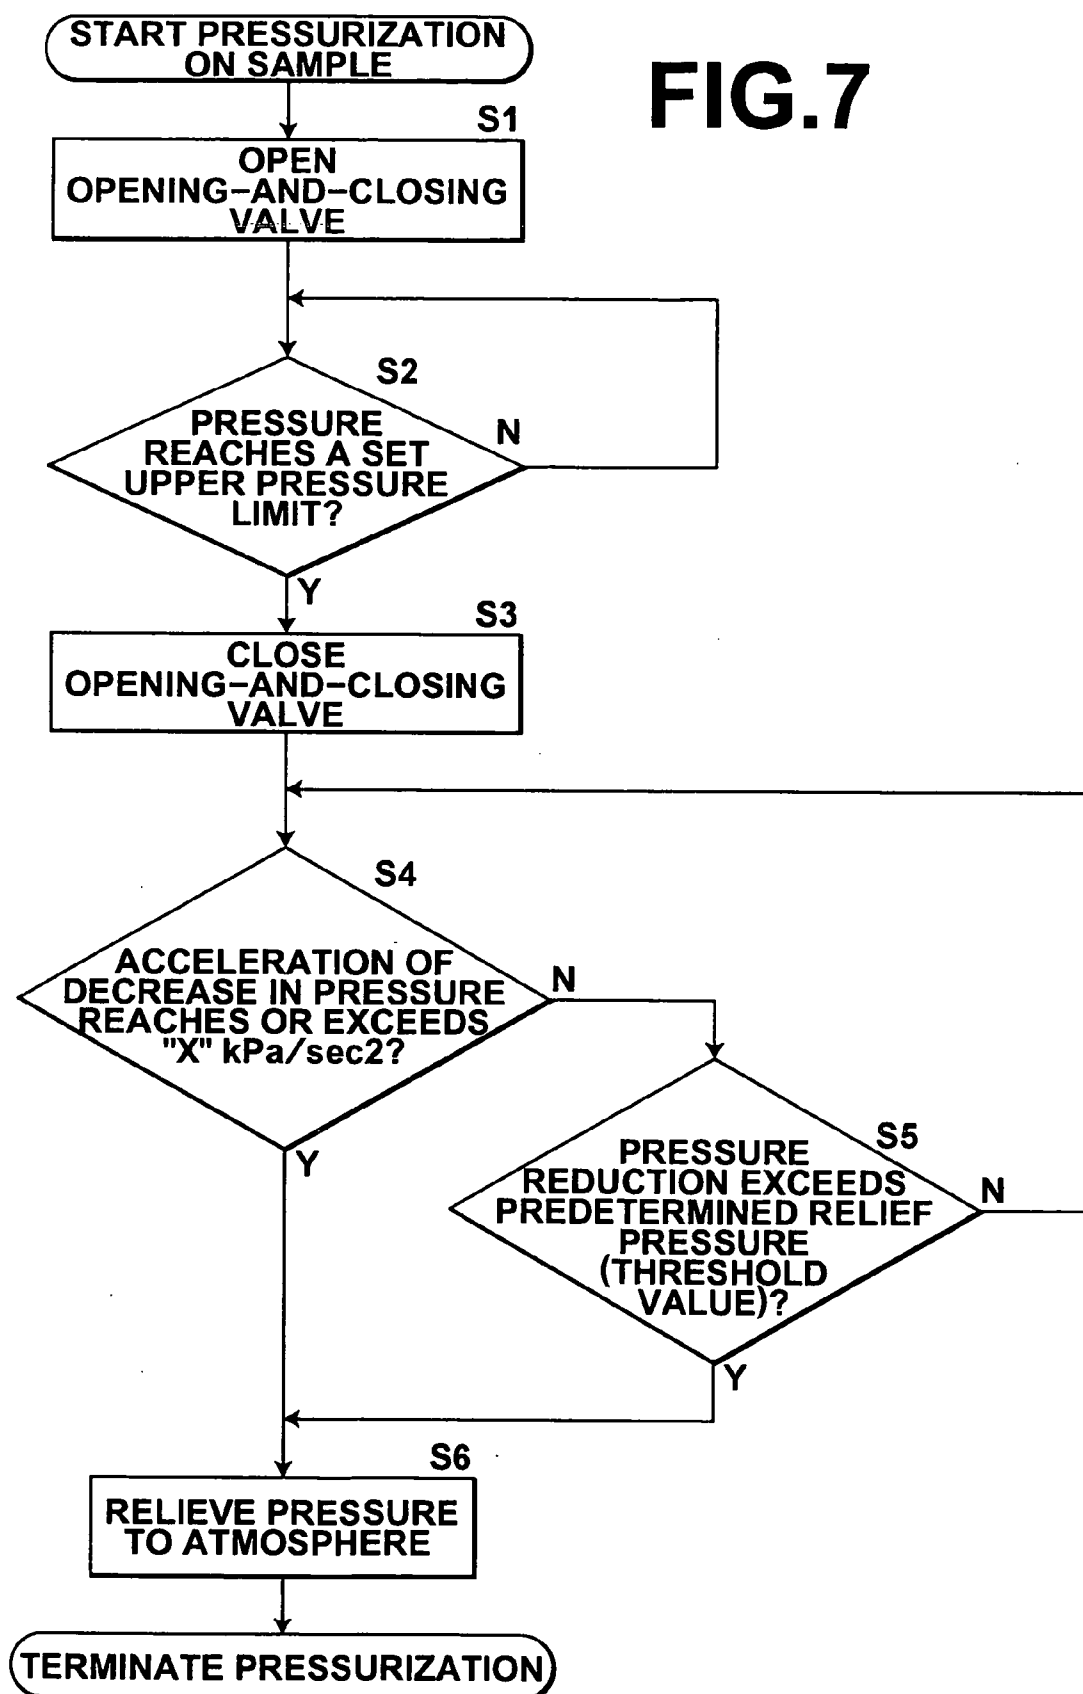 START PRESSURIZATION
ON SAMPLE
FIG.7
S1
OPEN
OPENING-AND-CLOSING
VALVE
S2
PRESSURE
REACHES A SET
UPPER PRESSURE
LIMIT?
N
Y
S3
CLOSE
OPENING-AND-CLOSING
VALVE
S4
ACCELERATION OF
DECREASE IN PRESSURE
REACHES OR EXCEEDS
"X" kPa/sec2?
N
Y
S5
PRESSURE
REDUCTION EXCEEDS
PREDETERMINED RELIEF
PRESSURE
(THRESHOLD
VALUE)?
N
Y
S6
RELIEVE PRESSURE
TO ATMOSPHERE
TERMINATE PRESSURIZATION